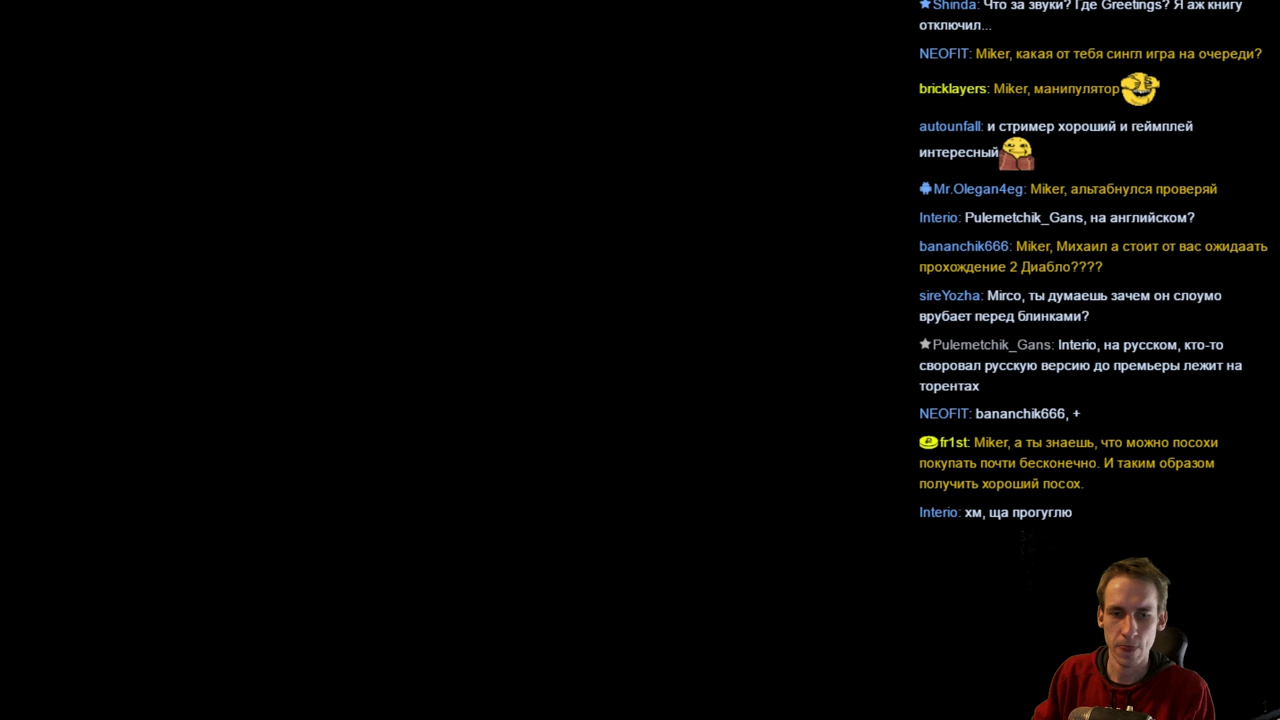 Shinda: Что за звуки? Где Greetings? Я аж книгу
отключил...
NEOFIT: Miker, какая от тебя сингл игра на очереди?
bricklayers: Miker, манипулятор
autounfall: и стример хороший и геймплей
интересный
Mr.Olegan4eg: Miker, альтабнулся проверяй
Interio: Pulemetchik_Gans, на английском?
bananchik666: Miker, Михаил а стоит от вас ожидаать
прохождение 2 Диабло????
sireYozha: Mirco, ты думаешь зачем он слоумо
врубает перед блинками?
Pulemetchik_Gans: Interio, на русском, кто-то
своровал русскую версию до премьеры лежит на
торентах
NEOFIT: bananchik666, +
fr1st: Miker, а ты знаешь, что можно посохи
покупать почти бесконечно. И таким образом
получить хороший посох.
Interio: хм, ща прогуглю